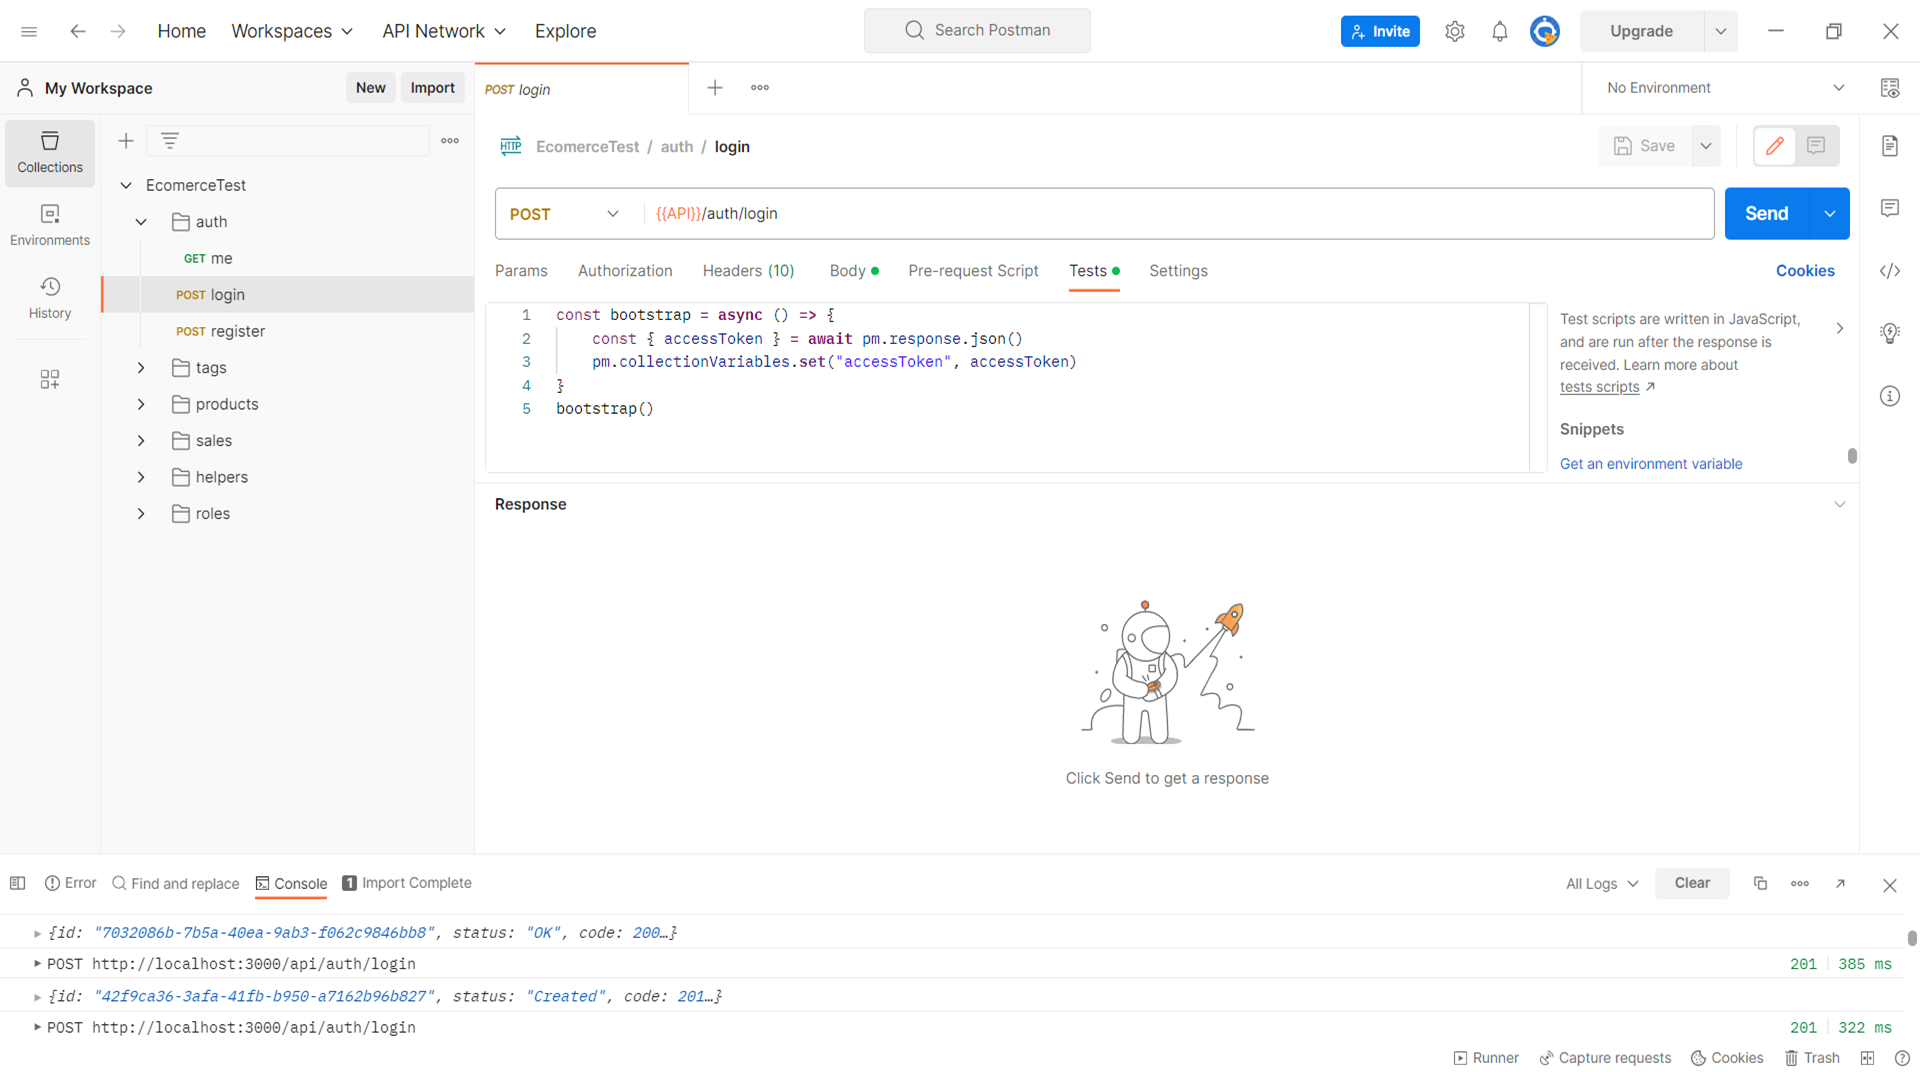 Home Workspaces API Network Explore Search Postman Invite Upgrade
My Workspace New Import
POST login
No Environment
Collections
Environments
History
EcomerceTest
auth
GET me
POST login
POST register
tags
products
sales
helpers
roles
HTTP EcomerceTest / auth / login Save
POST {{API}}/auth/login Send
Params Authorization Headers (10) Body Pre-request Script Tests Settings Cookies
1 const bootstrap = async () => {
2 const { accessToken } = await pm.response.json()
3 pm.collectionVariables.set("accessToken", accessToken)
4 }
5 bootstrap()
Test scripts are written in JavaScript,
and are run after the response is
received. Learn more about
tests scripts ↗
Snippets
Get an environment variable
Response
Click Send to get a response
Error Find and replace Console 1 Import Complete All Logs Clear
{id: "7032086b-7b5a-40ea-9ab3-f062c9846bb8", status: "OK", code: 200…}
POST http://localhost:3000/api/auth/login 201 385 ms
{id: "42f9ca36-3afa-41fb-b950-a7162b96b827", status: "Created", code: 201…}
POST http://localhost:3000/api/auth/login 201 322 ms
Runner Capture requests Cookies Trash